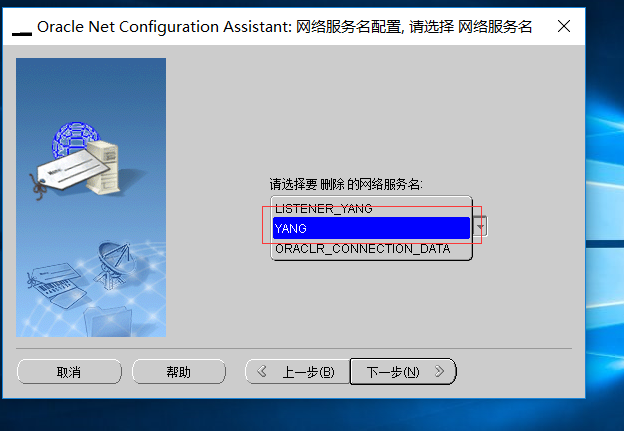 Oracle Net Configuration Assistant: 网络服务名配置, 请选择 网络服务名
请选择要 删除 的网络服务名:
LISTENER_YANG
YANG
ORACLR_CONNECTION_DATA
取消
帮助
上一步(B)
下一步(N)